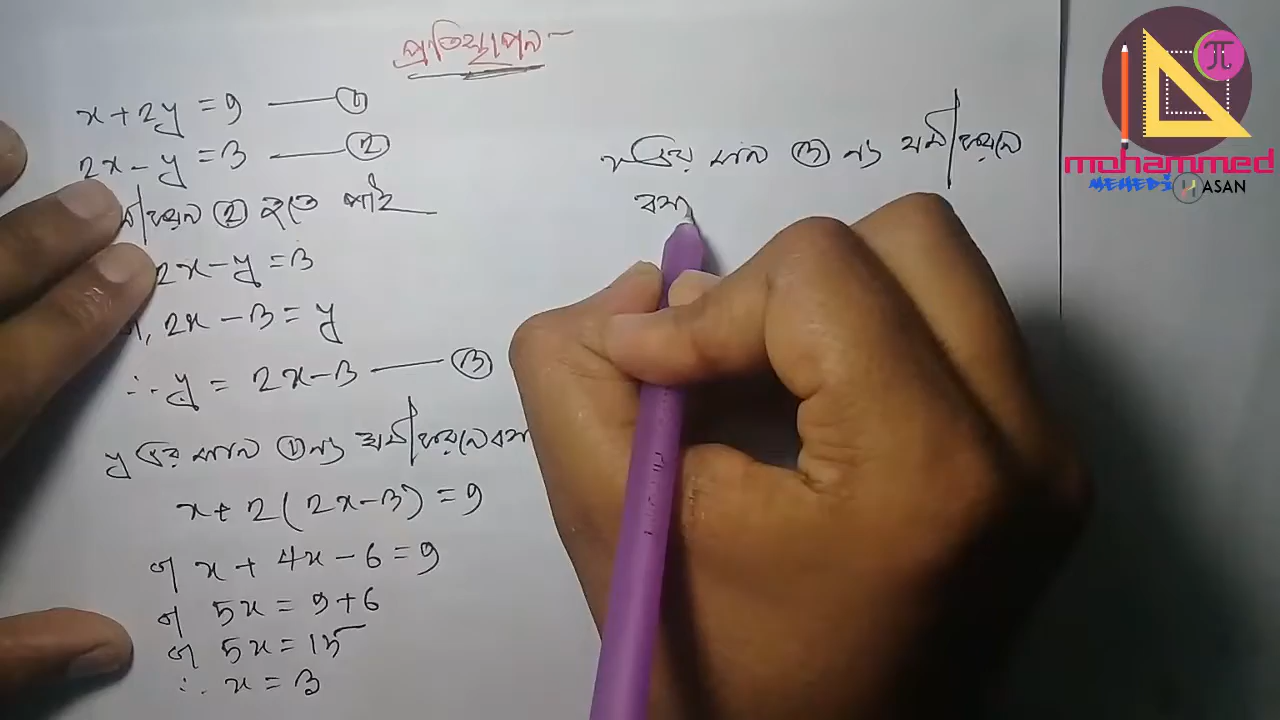 প্রতিস্থাপন -
x + 2y = 9 —— ①
2x - y = 3 —— ②
সমীকরণ ② হতে পাই
2x - y = 3
বা, 2x - 3 = y
∴ y = 2x - 3 —— ③
y এর মান ① নং সমীকরণে বসা
x + 2(2x - 3) = 9
বা x + 4x - 6 = 9
বা 5x = 9 + 6
বা 5x = 15
∴ x = 3
x এর মান ③ নং সমীকরণে
বসা
π
mohammed
MEHEDI HASAN